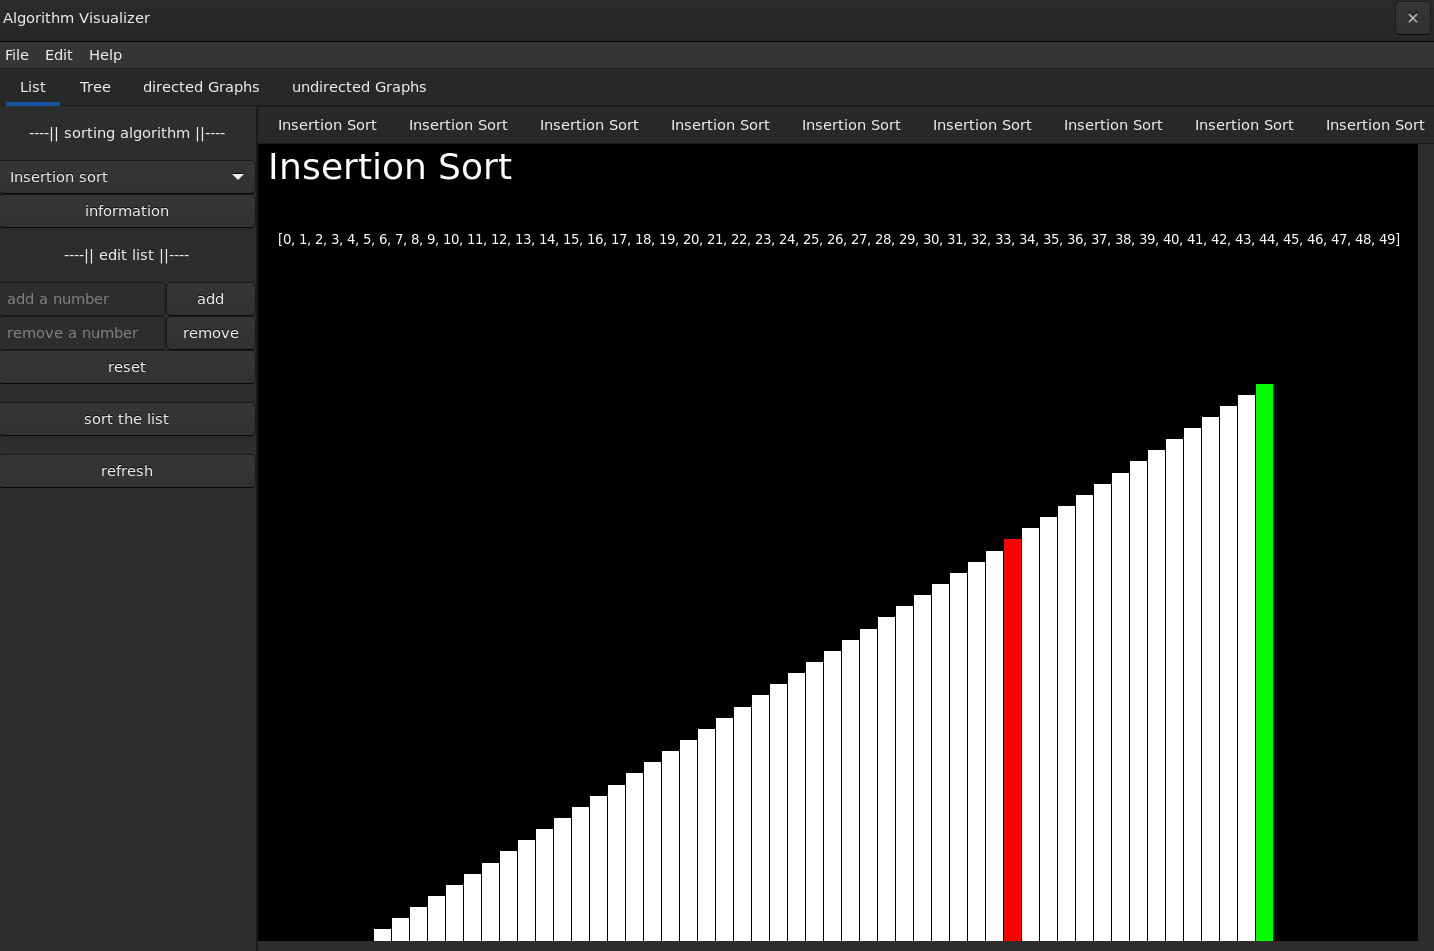 Algorithm Visualizer
File Edit Help
List Tree directed Graphs undirected Graphs
----|| sorting algorithm ||----
Insertion sort
information
----|| edit list ||----
add a number add
remove a number remove
reset
sort the list
refresh
Insertion Sort Insertion Sort Insertion Sort Insertion Sort Insertion Sort Insertion Sort Insertion Sort Insertion Sort Insertion Sort
Insertion Sort
[0, 1, 2, 3, 4, 5, 6, 7, 8, 9, 10, 11, 12, 13, 14, 15, 16, 17, 18, 19, 20, 21, 22, 23, 24, 25, 26, 27, 28, 29, 30, 31, 32, 33, 34, 35, 36, 37, 38, 39, 40, 41, 42, 43, 44, 45, 46, 47, 48, 49]